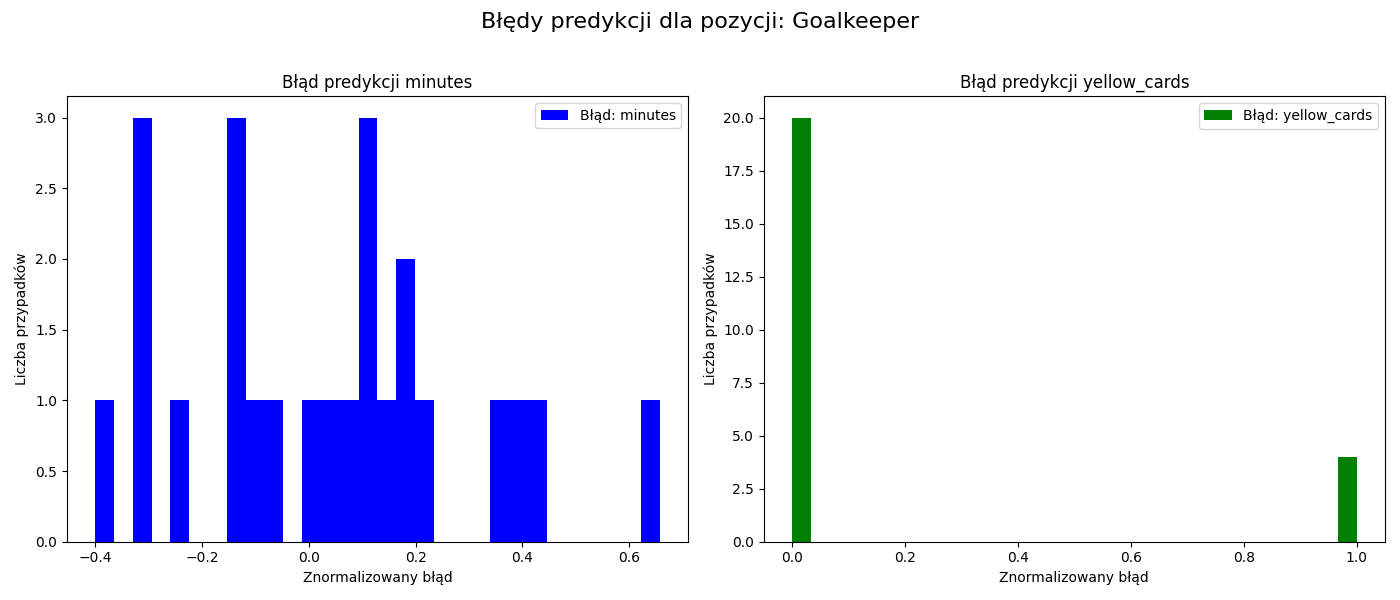 Błędy predykcji dla pozycji: Goalkeeper
Błąd predykcji minutes
Błąd: minutes
3.0
2.5
2.0
1.5
1.0
0.5
0.0
Liczba przypadków
−0.4 −0.2 0.0 0.2 0.4 0.6
Znormalizowany błąd
Błąd predykcji yellow_cards
Błąd: yellow_cards
20.0
17.5
15.0
12.5
10.0
7.5
5.0
2.5
0.0
Liczba przypadków
0.0 0.2 0.4 0.6 0.8 1.0
Znormalizowany błąd